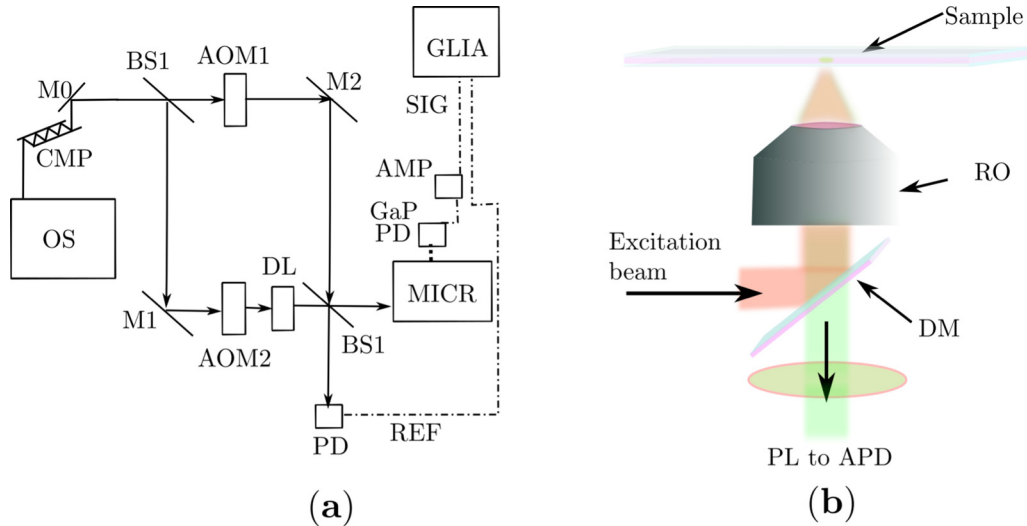 GLIA
SIG
BS1
AOM1
M2
M0
CMP
AMP
GaP
PD
OS
DL
MICR
M1
AOM2
BS1
PD
REF
(a)
Sample
RO
Excitation
beam
DM
PL to APD
(b)